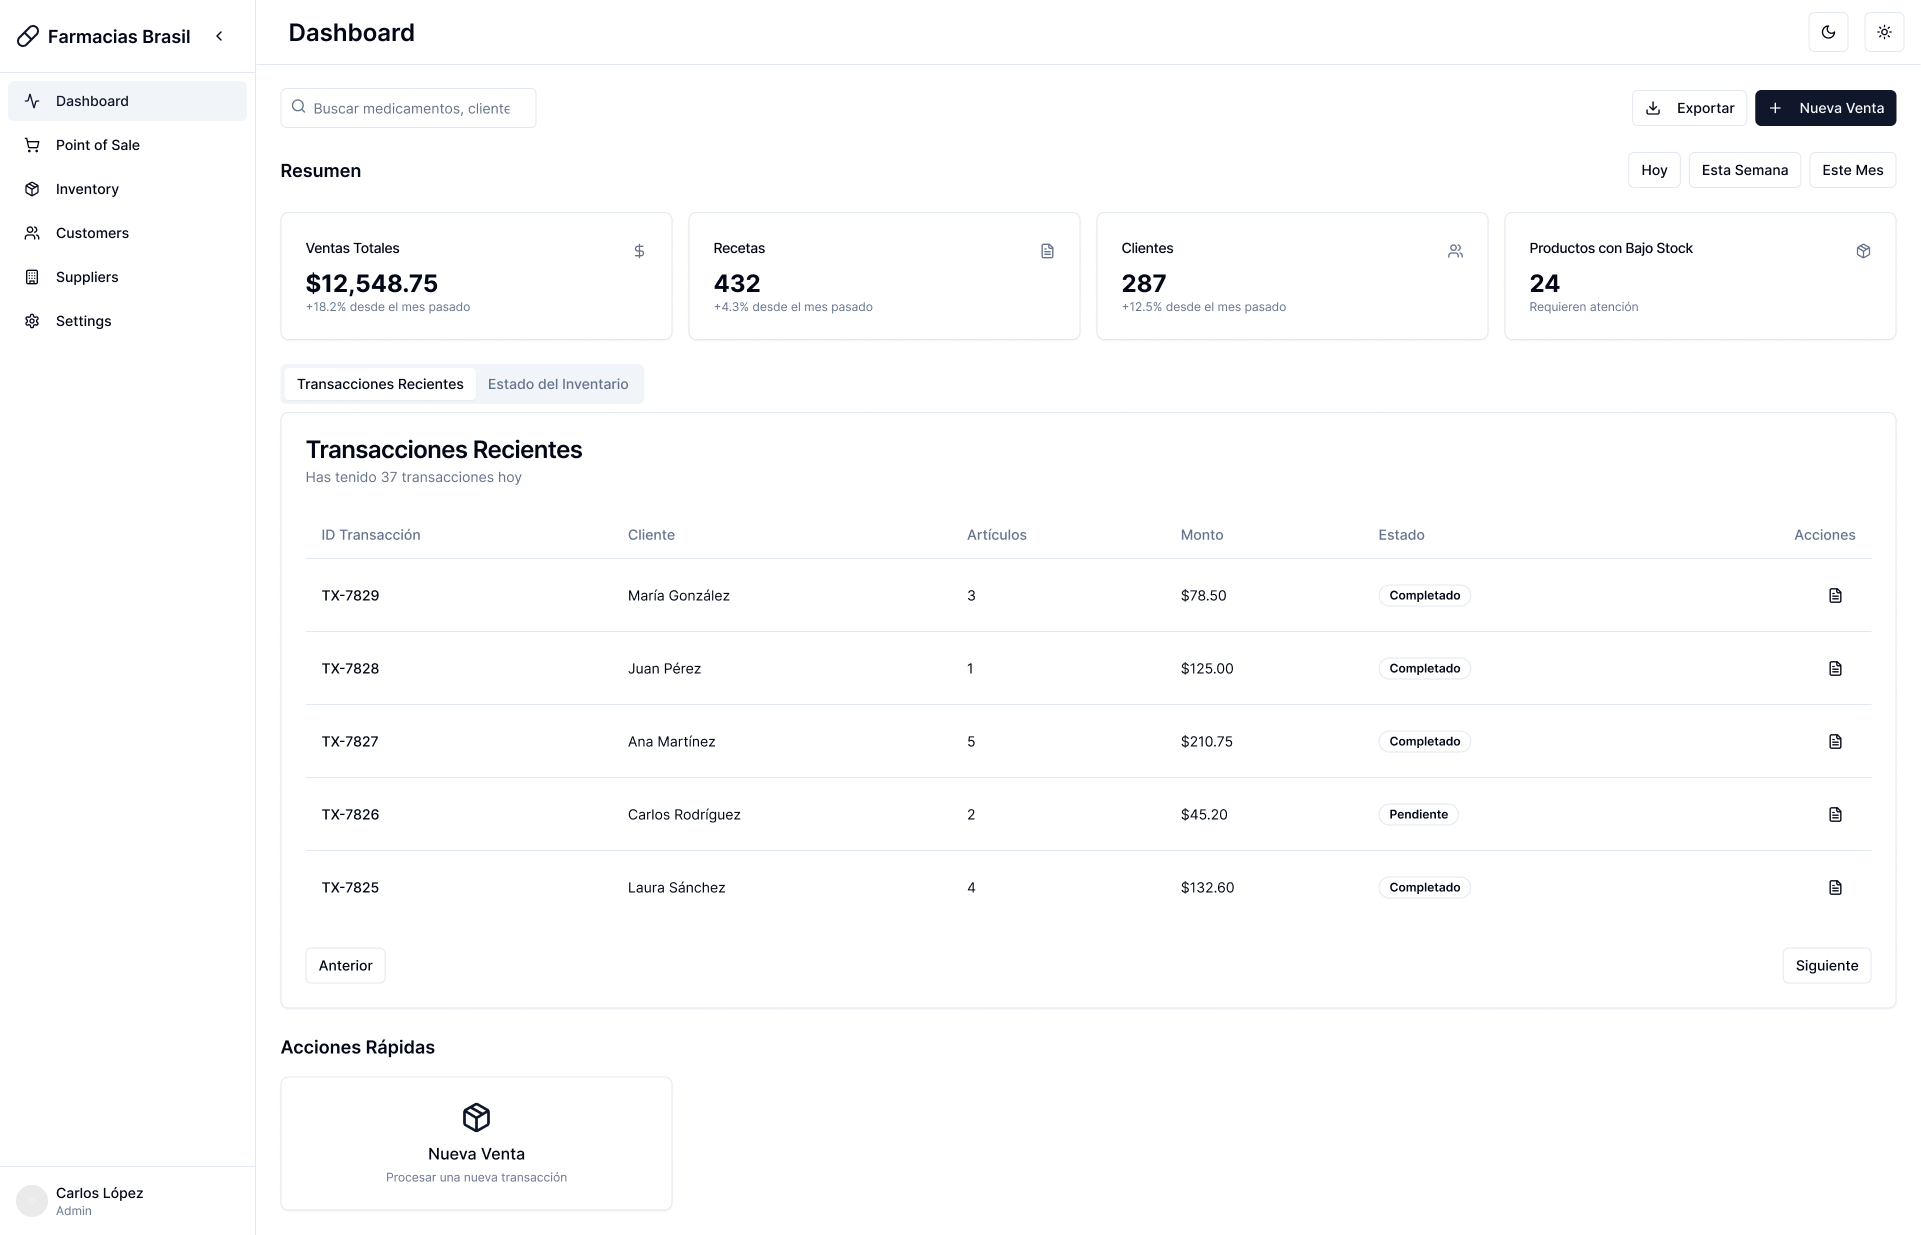 Farmacias Brasil
Dashboard
Point of Sale
Inventory
Customers
Suppliers
Settings
Carlos López
Admin
Dashboard
Buscar medicamentos, cliente
Exportar
Nueva Venta
Resumen
Hoy
Esta Semana
Este Mes
Ventas Totales
$12,548.75
+18.2% desde el mes pasado
Recetas
432
+4.3% desde el mes pasado
Clientes
287
+12.5% desde el mes pasado
Productos con Bajo Stock
24
Requieren atención
Transacciones Recientes
Estado del Inventario
Transacciones Recientes
Has tenido 37 transacciones hoy
ID Transacción Cliente Artículos Monto Estado Acciones
TX-7829 María González 3 $78.50 Completado
TX-7828 Juan Pérez 1 $125.00 Completado
TX-7827 Ana Martínez 5 $210.75 Completado
TX-7826 Carlos Rodríguez 2 $45.20 Pendiente
TX-7825 Laura Sánchez 4 $132.60 Completado
Anterior
Siguiente
Acciones Rápidas
Nueva Venta
Procesar una nueva transacción